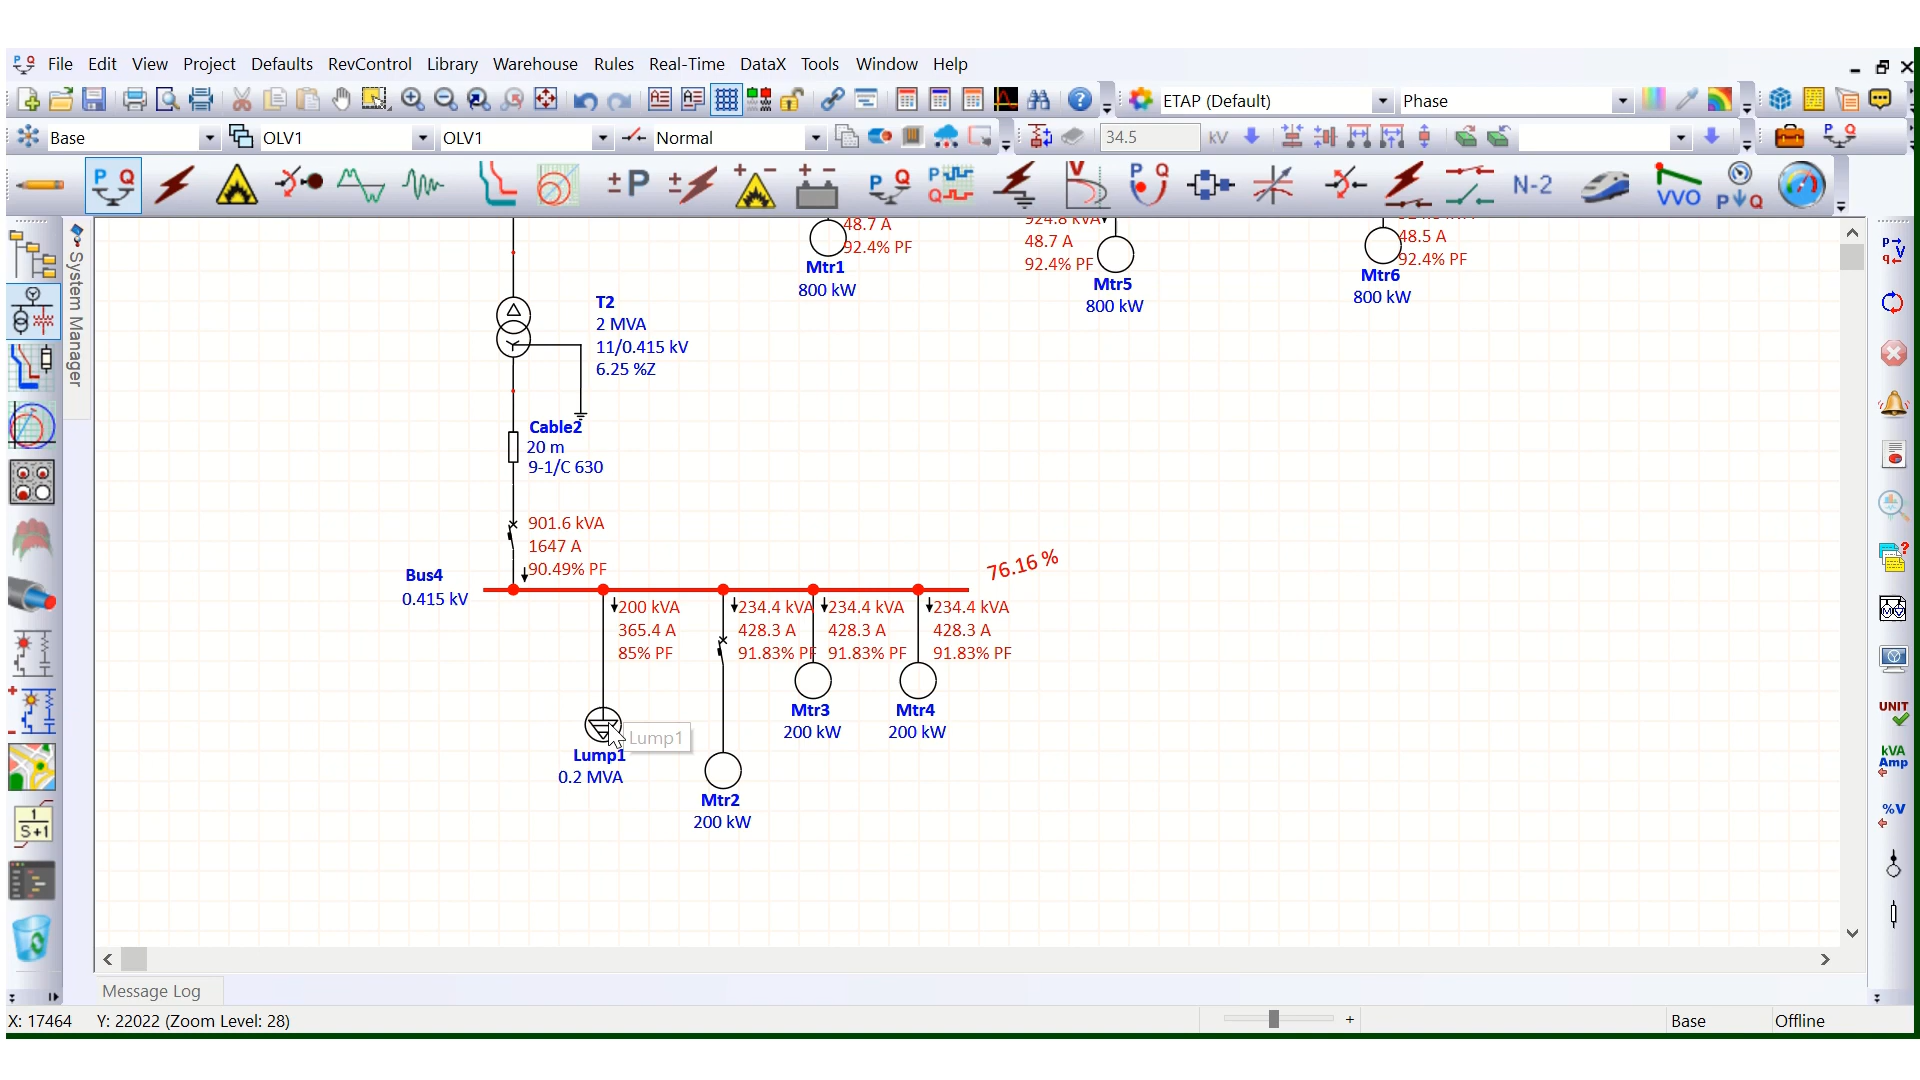 P Q File Edit View Project Defaults RevControl Library Warehouse Rules Real-Time DataX Tools Window Help
ETAP (Default) Phase
Base OLV1 OLV1 Normal 34.5 kV P Q
P Q ± P P Q P Q V P Q N-2 VVO P Q
System Manager
48.7 A
92.4% PF
Mtr1
800 kW
924.8 kVA
48.7 A
92.4% PF
Mtr5
800 kW
48.5 A
92.4% PF
Mtr6
800 kW
T2
2 MVA
11/0.415 kV
6.25 %Z
Cable2
20 m
9-1/C 630
901.6 kVA
1647 A
90.49% PF
Bus4
0.415 kV
76.16 %
200 kVA
365.4 A
85% PF
234.4 kVA
428.3 A
91.83% PF
234.4 kVA
428.3 A
91.83% PF
234.4 kVA
428.3 A
91.83% PF
Lump1
Lump1
0.2 MVA
Mtr2
200 kW
Mtr3
200 kW
Mtr4
200 kW
1
S+1
P V
q
UNIT
kVA
Amp
%V
Message Log
X: 17464 Y: 22022 (Zoom Level: 28) + Base Offline